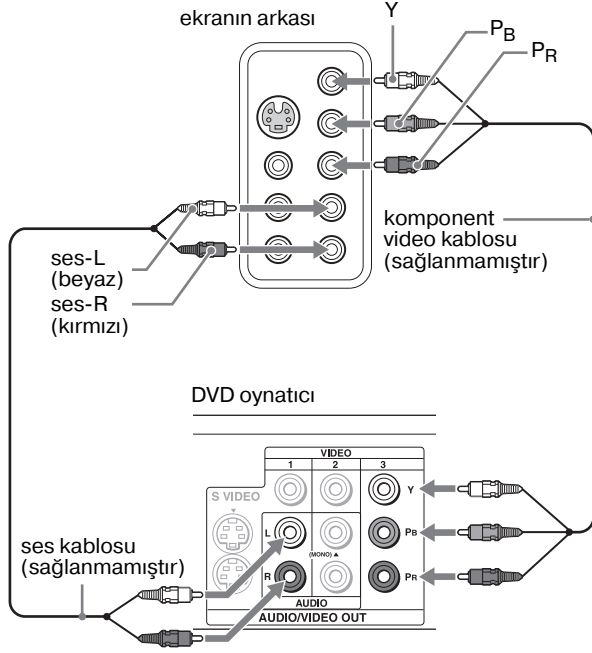 ekranın arkası
Y
PB
PR
ses-L
(beyaz)
ses-R
(kırmızı)
komponent
video kablosu
(sağlanmamıştır)
DVD oynatıcı
VIDEO
1 2 3
S VIDEO
Y
L
PB
(MONO)
R
PR
AUDIO
AUDIO/VIDEO OUT
ses kablosu
(sağlanmamıştır)